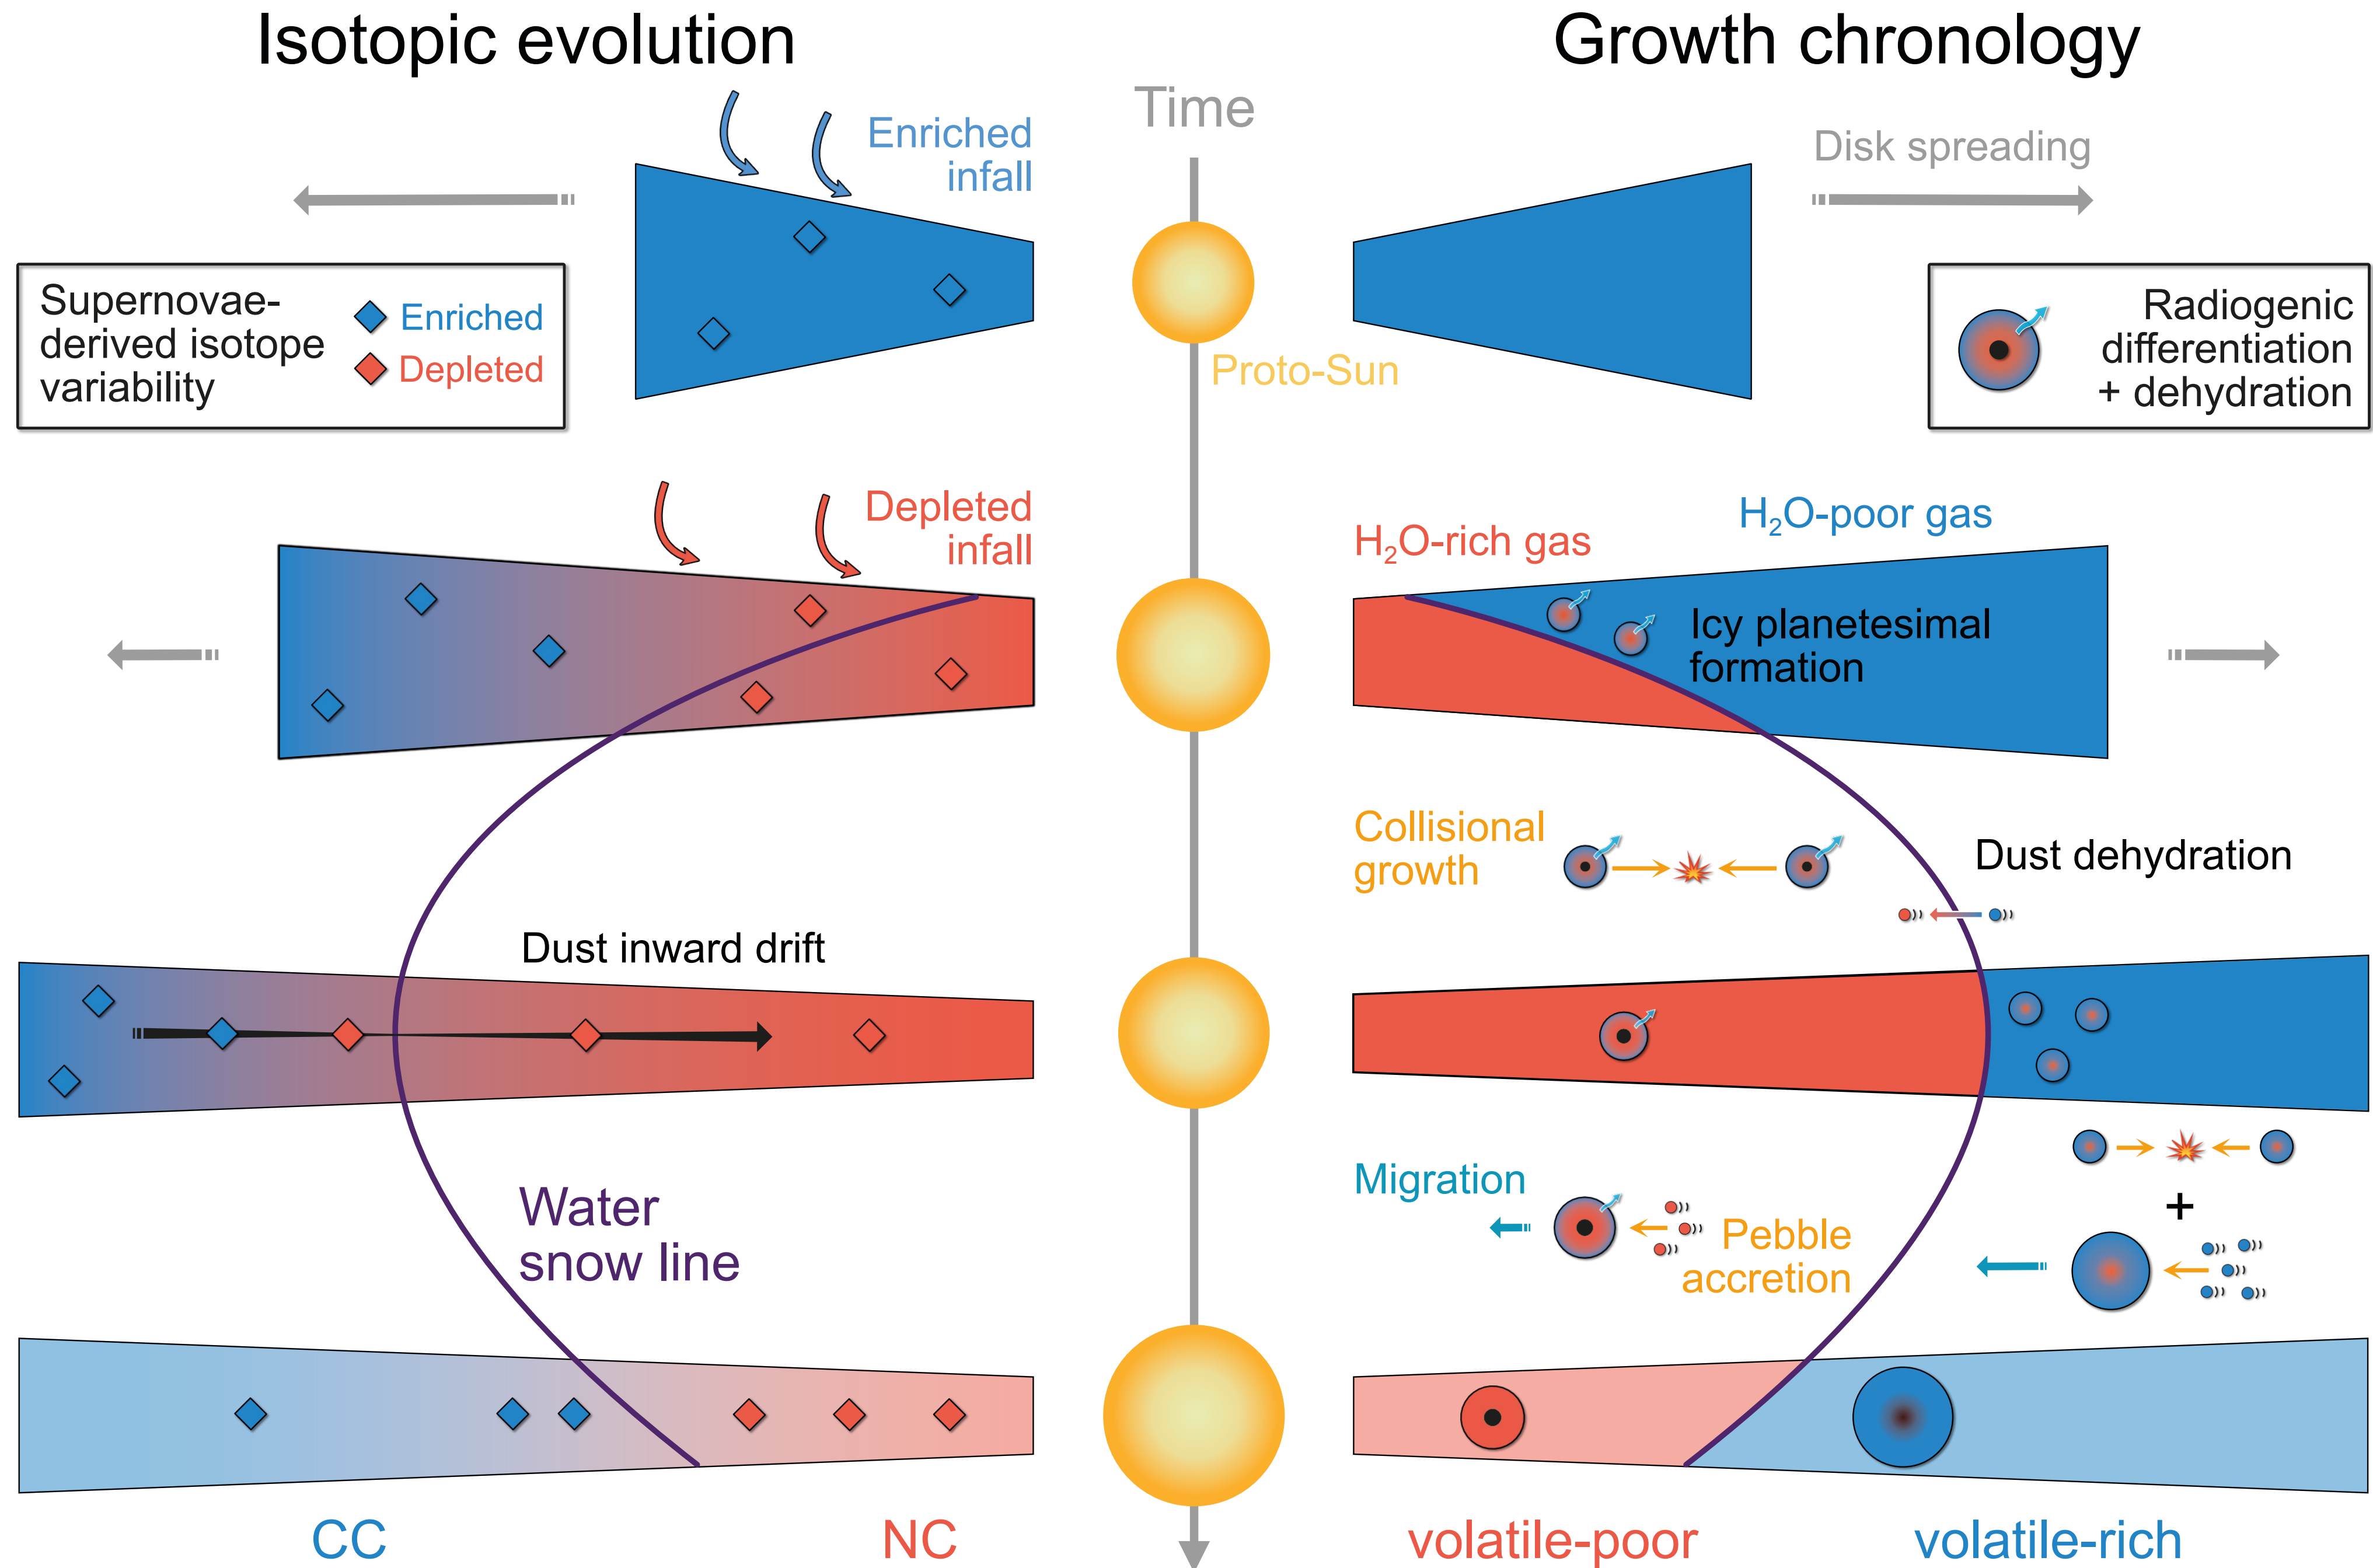 Isotopic evolution
Growth chronology
Time
Enriched
infall
Disk spreading
Supernovae-
derived isotope
variability
Enriched
Depleted
Proto-Sun
Radiogenic
differentiation
+ dehydration
Depleted
infall
H₂O-rich gas
H₂O-poor gas
Icy planetesimal
formation
Collisional
growth
Dust dehydration
Dust inward drift
Water
snow line
Migration
Pebble
accretion
+
CC
NC
volatile-poor
volatile-rich